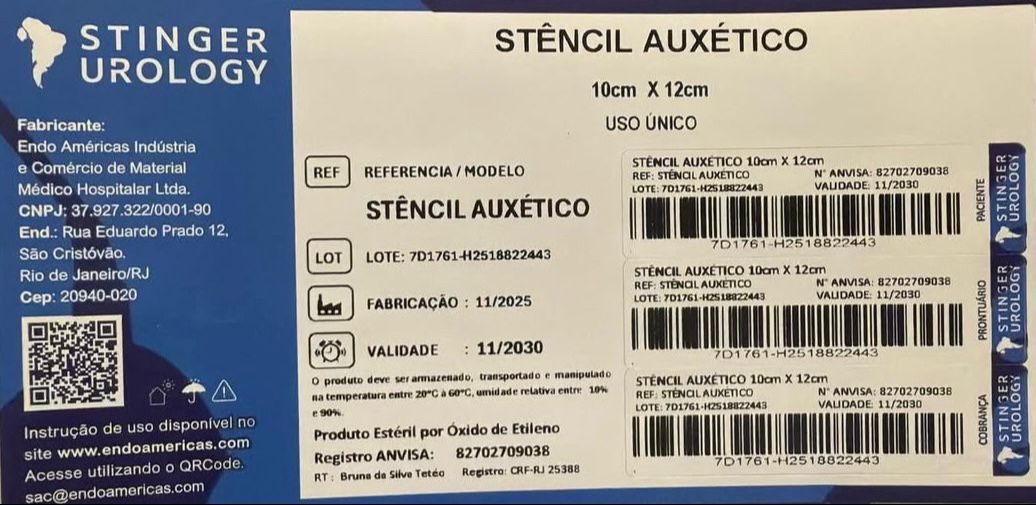 STINGER
UROLOGY
Fabricante:
Endo Américas Indústria
e Comércio de Material
Médico Hospitalar Ltda.
CNPJ: 37.927.322/0001-90
End.: Rua Eduardo Prado 12,
São Cristóvão.
Rio de Janeiro/RJ
Cep: 20940-020
Instrução de uso disponível no
site www.endoamericas.com
Acesse utilizando o QRCode.
sac@endoamericas.com
STÊNCIL AUXÉTICO
10cm X 12cm
USO ÚNICO
REF REFERENCIA / MODELO
STÊNCIL AUXÉTICO
LOT LOTE: 7D1761-H2518822443
FABRICAÇÃO : 11/2025
VALIDADE : 11/2030
O produto deve ser armazenado, transportado e manipulado
na temperatura entre 20°C à 60°C, umidade relativa entre 10%
e 90%.
Produto Estéril por Óxido de Etileno
Registro ANVISA: 82702709038
RT : Bruna da Silva Tetéo Registro: CRF-RJ 25388
STÊNCIL AUXÉTICO 10cm X 12cm
REF: STÊNCIL AUXÉTICO N° ANVISA: 82702709038
LOTE: 7D1761-H2518822443 VALIDADE: 11/2030
7D1761-H2518822443
PACIENTE
STINGER
UROLOGY
STÊNCIL AUXÉTICO 10cm X 12cm
REF: STÊNCIL AUXÉTICO N° ANVISA: 82702709038
LOTE: 7D1761-H2518822443 VALIDADE: 11/2030
7D1761-H2518822443
PRONTUÁRIO
STINGER
UROLOGY
STÊNCIL AUXÉTICO 10cm X 12cm
REF: STÊNCIL AUXÉTICO N° ANVISA: 82702709038
LOTE: 7D1761-H2518822443 VALIDADE: 11/2030
7D1761-H2518822443
COBRANÇA
STINGER
UROLOGY